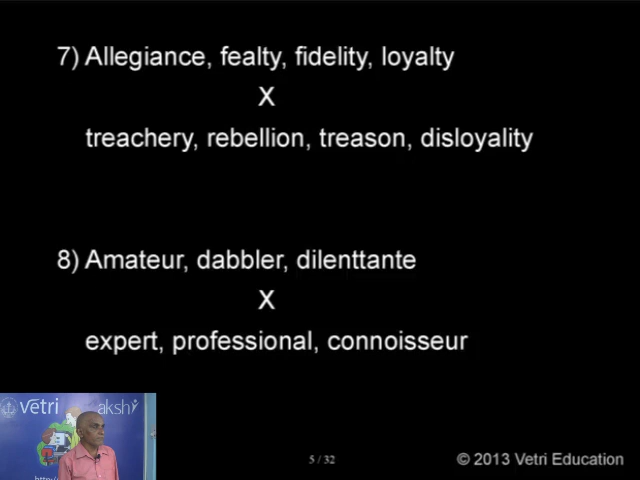 7) Allegiance, fealty, fidelity, loyalty
X
treachery, rebellion, treason, disloyality
8) Amateur, dabbler, dilenttante
X
expert, professional, connoisseur
vetri akshi
5 / 32 © 2013 Vetri Education